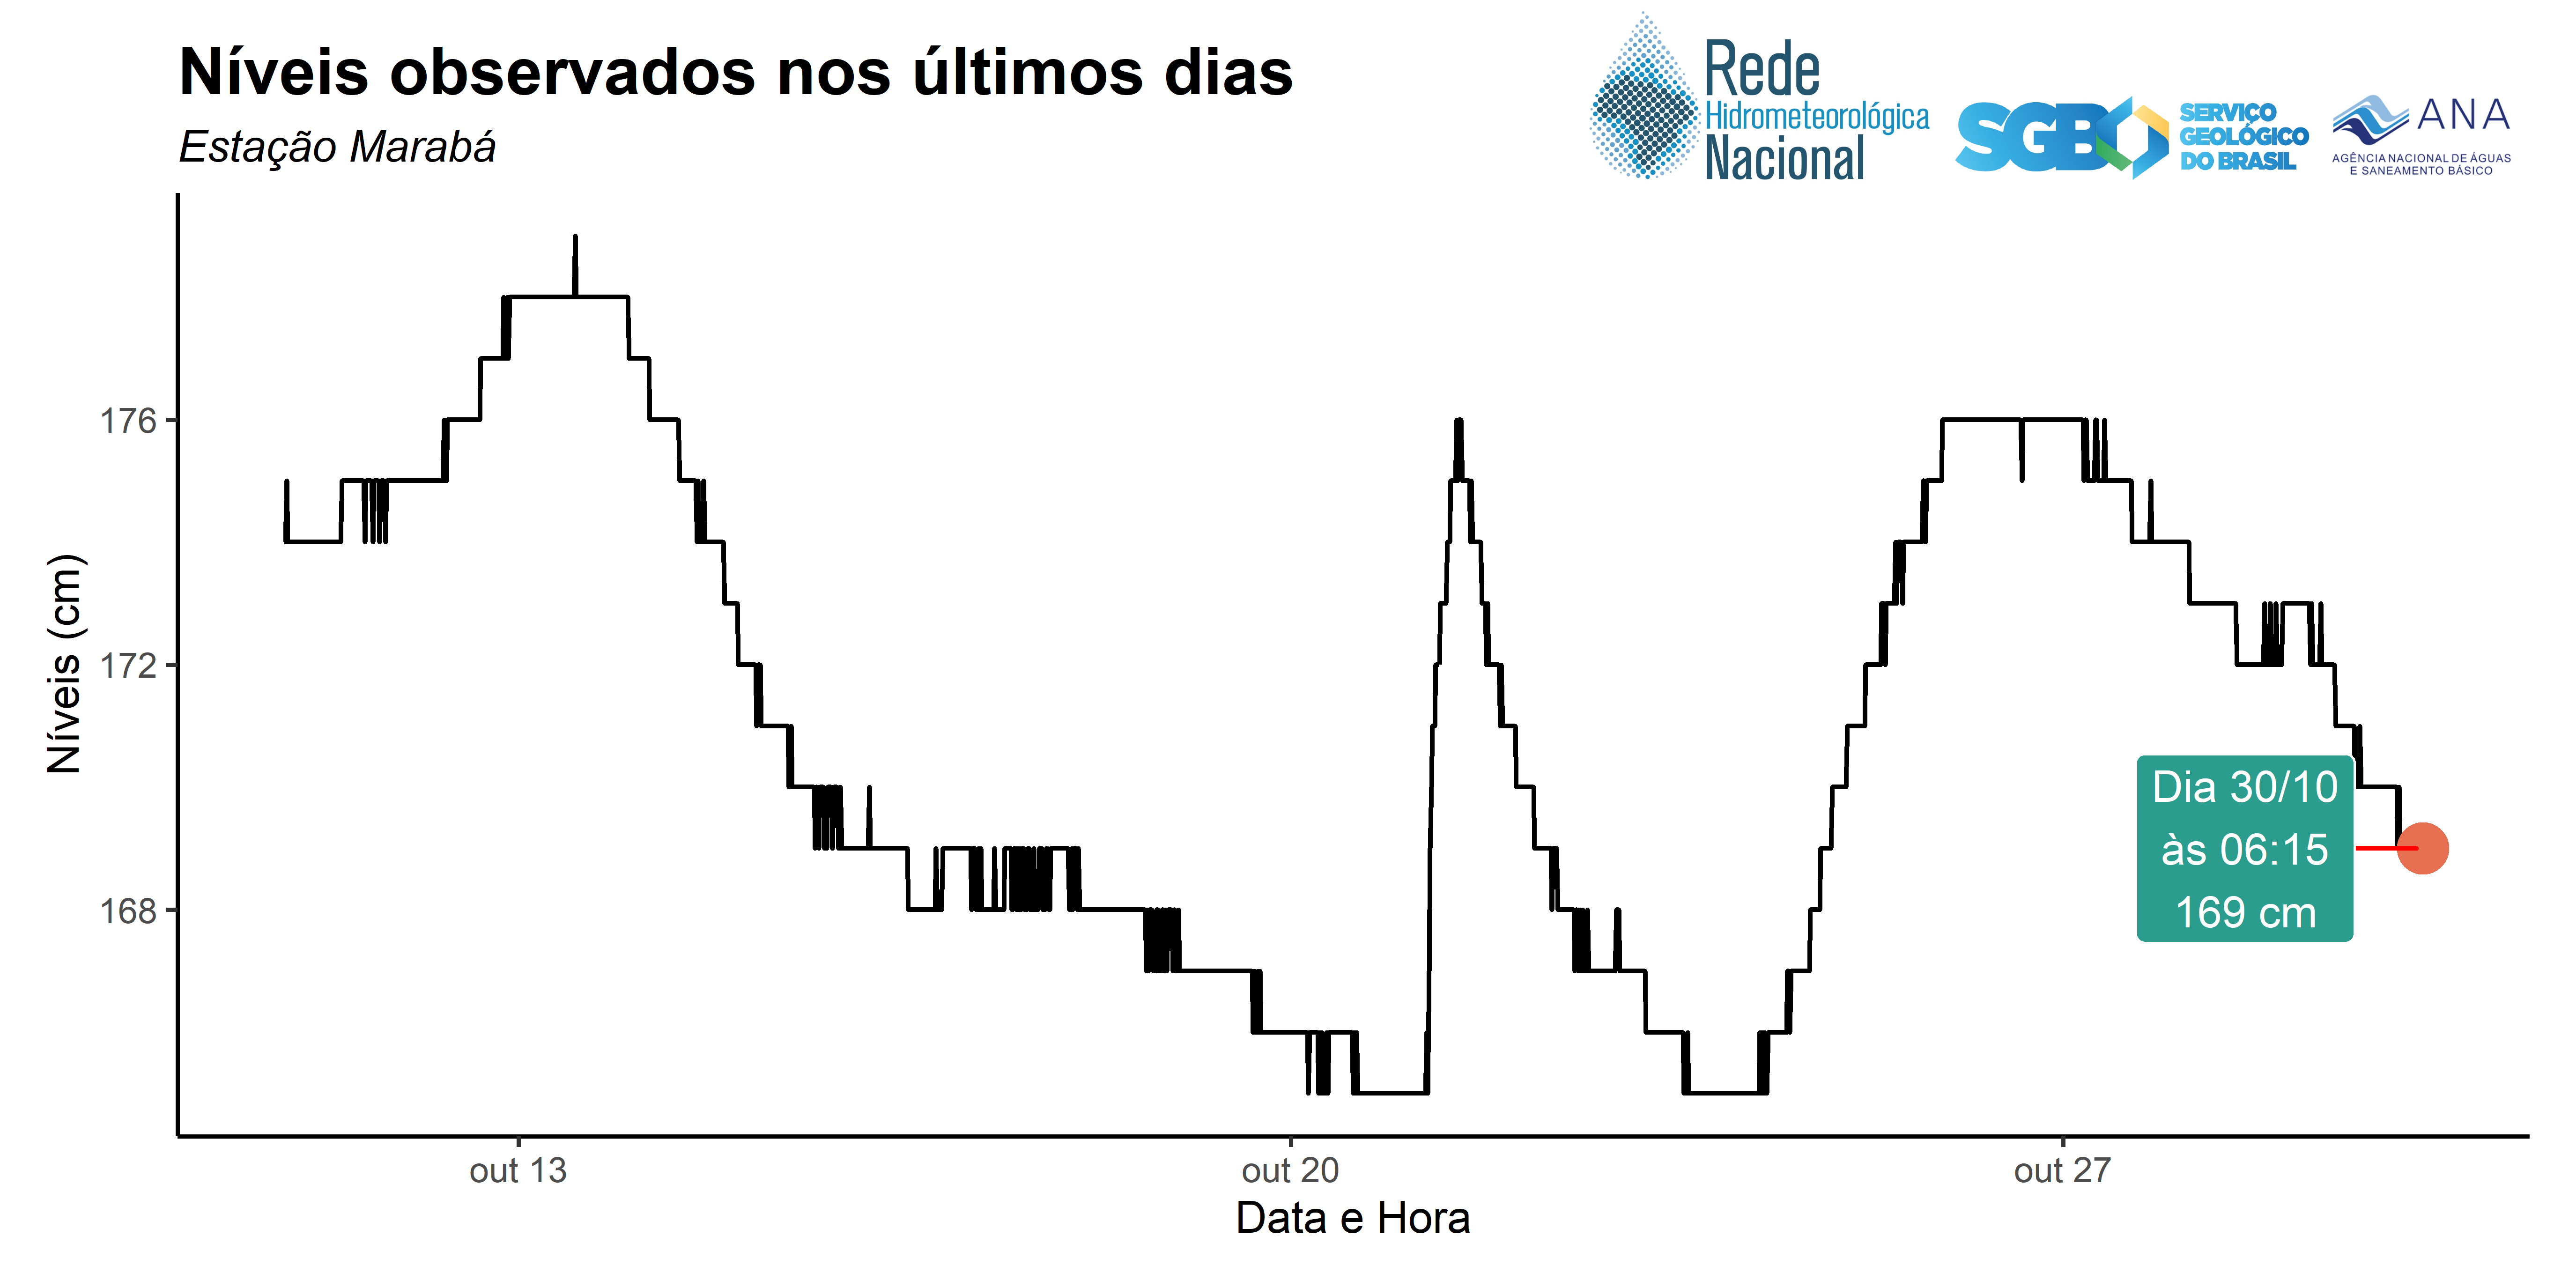 Níveis observados nos últimos dias
Estação Marabá
Rede
Hidrometeorológica
Nacional
SGB
SERVIÇO
GEOLÓGICO
DO BRASIL
ANA
AGÊNCIA NACIONAL DE ÁGUAS
E SANEAMENTO BÁSICO
Níveis (cm)
176
172
168
Dia 30/10
às 06:15
169 cm
out 13
out 20
out 27
Data e Hora